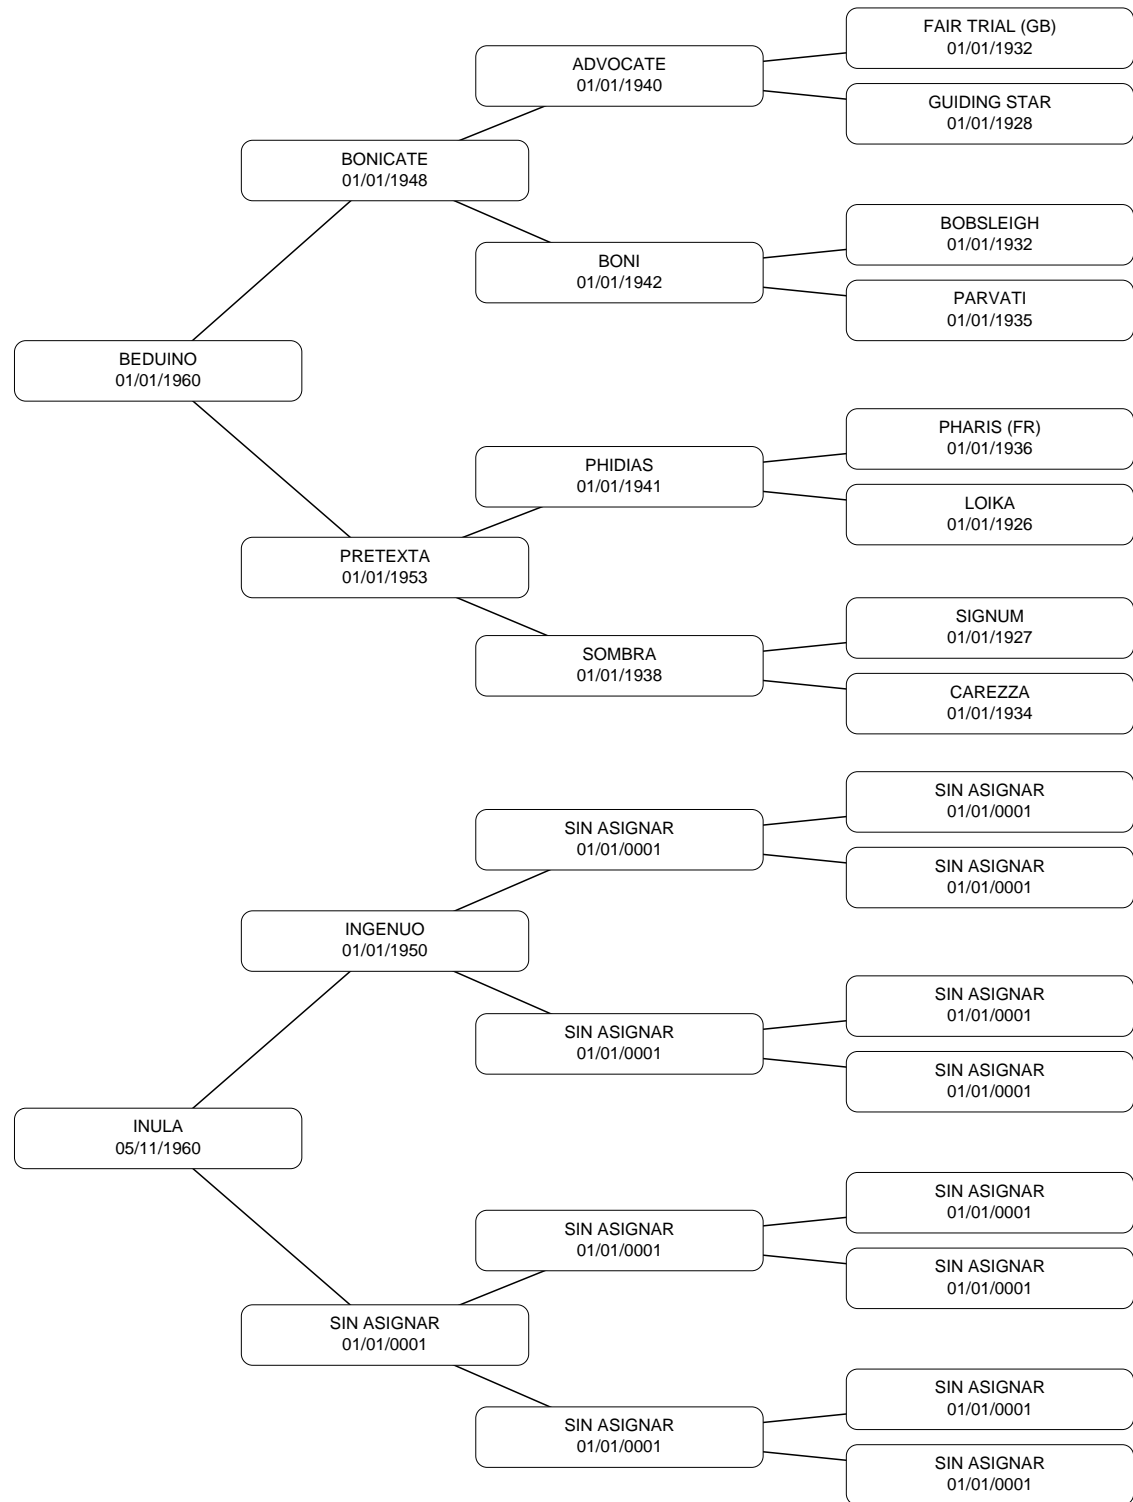 FAIR TRIAL (GB)
01/01/1932
ADVOCATE
01/01/1940
GUIDING STAR
01/01/1928
BONICATE
01/01/1948
BOBSLEIGH
01/01/1932
BONI
01/01/1942
PARVATI
01/01/1935
BEDUINO
01/01/1960
PHARIS (FR)
01/01/1936
PHIDIAS
01/01/1941
LOIKA
01/01/1926
PRETEXTA
01/01/1953
SIGNUM
01/01/1927
SOMBRA
01/01/1938
CAREZZA
01/01/1934
SIN ASIGNAR
01/01/0001
SIN ASIGNAR
01/01/0001
SIN ASIGNAR
01/01/0001
INGENUO
01/01/1950
SIN ASIGNAR
01/01/0001
SIN ASIGNAR
01/01/0001
SIN ASIGNAR
01/01/0001
INULA
05/11/1960
SIN ASIGNAR
01/01/0001
SIN ASIGNAR
01/01/0001
SIN ASIGNAR
01/01/0001
SIN ASIGNAR
01/01/0001
SIN ASIGNAR
01/01/0001
SIN ASIGNAR
01/01/0001
SIN ASIGNAR
01/01/0001